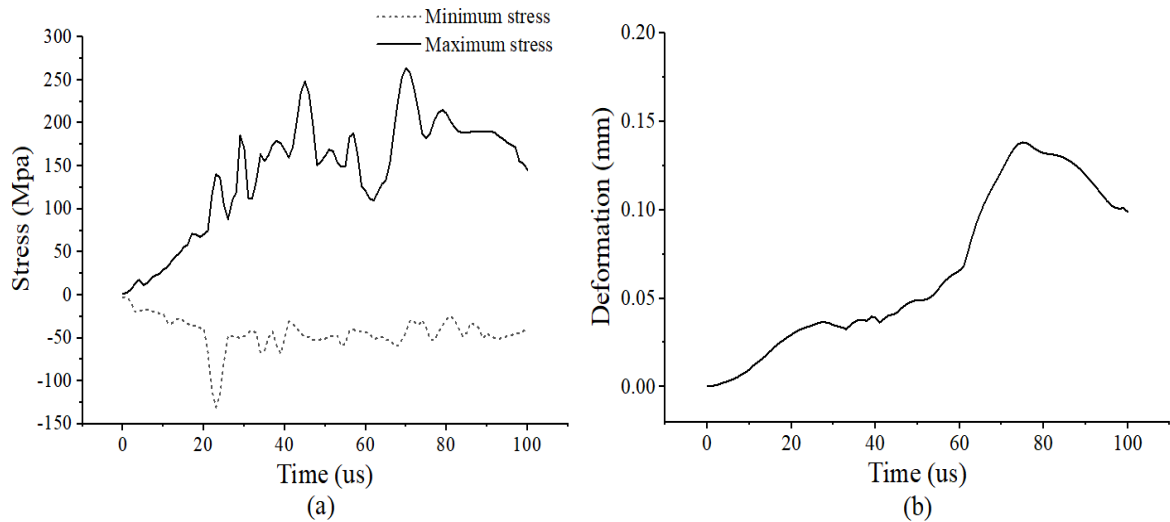 Minimum stress
Maximum stress
300
250
200
150
100
50
0
-50
-100
-150
Stress (Mpa)
0 20 40 60 80 100
Time (us)
(a)
0.20
0.15
0.10
0.05
0.00
Deformation (mm)
0 20 40 60 80 100
Time (us)
(b)